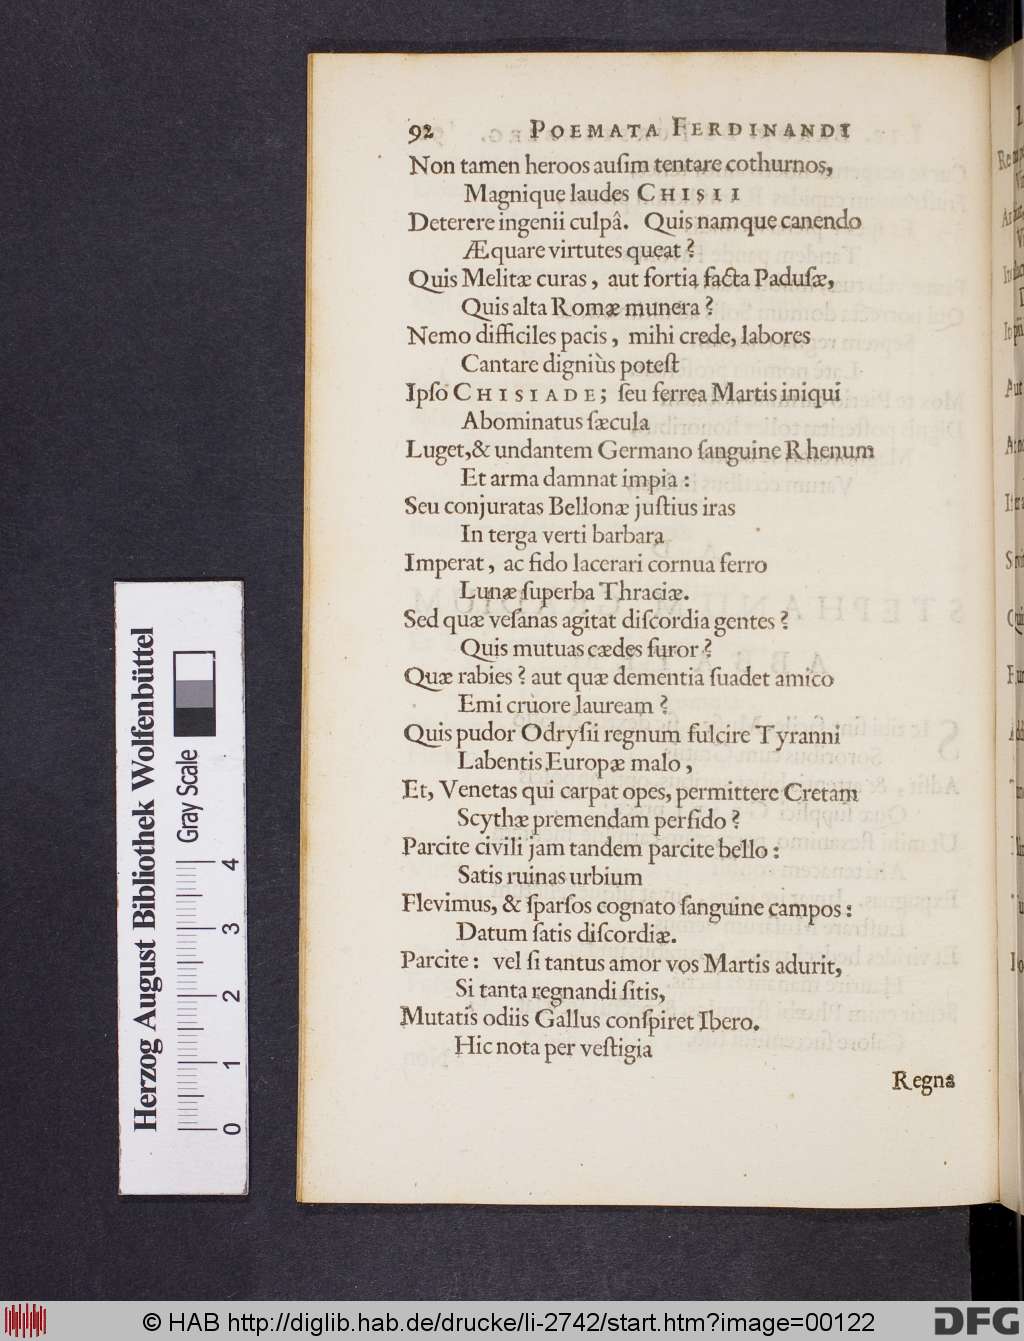 92 POEMATA FERDINANDI
Non tamen heroos auſim tentare cothurnos,
Magnique laudes CHISII
Deterere ingenii culpâ. Quis namque canendo
Æquare virtutes queat?
Quis Melitæ curas, aut fortia facta Paduſæ,
Quis alta Romæ munera?
Nemo difficiles pacis, mihi crede, labores
Cantare digniùs poteſt
Ipſo CHISIADE; ſeu ferrea Martis iniqui
Abominatus ſæcula
Luget, & undantem Germano ſanguine Rhenum
Et arma damnat impia:
Seu conjuratas Bellonæ juſtius iras
In terga verti barbara
Imperat, ac fido lacerari cornua ferro
Lunæ ſuperba Thraciæ.
Sed quæ veſanas agitat diſcordia gentes?
Quis mutuas cædes furor?
Quæ rabies? aut quæ dementia ſuadet amico
Emi cruore lauream?
Quis pudor Odryſii regnum fulcire Tyranni
Labentis Europæ malo,
Et, Venetas qui carpat opes, permittere Cretam
Scythæ premendam perfido?
Parcite civili jam tandem parcite bello:
Satis ruinas urbium
Flevimus, & ſparſos cognato ſanguine campos:
Datum ſatis diſcordiæ.
Parcite: vel ſi tantus amor vos Martis adurit,
Si tanta regnandi ſitis,
Mutatis odiis Gallus conſpiret Ibero.
Hic nota per veſtigia
Regna
Herzog August Bibliothek Wolfenbüttel
Gray Scale
0 1 2 3 4
© HAB http://diglib.hab.de/drucke/li-2742/start.htm?image=00122
DFG